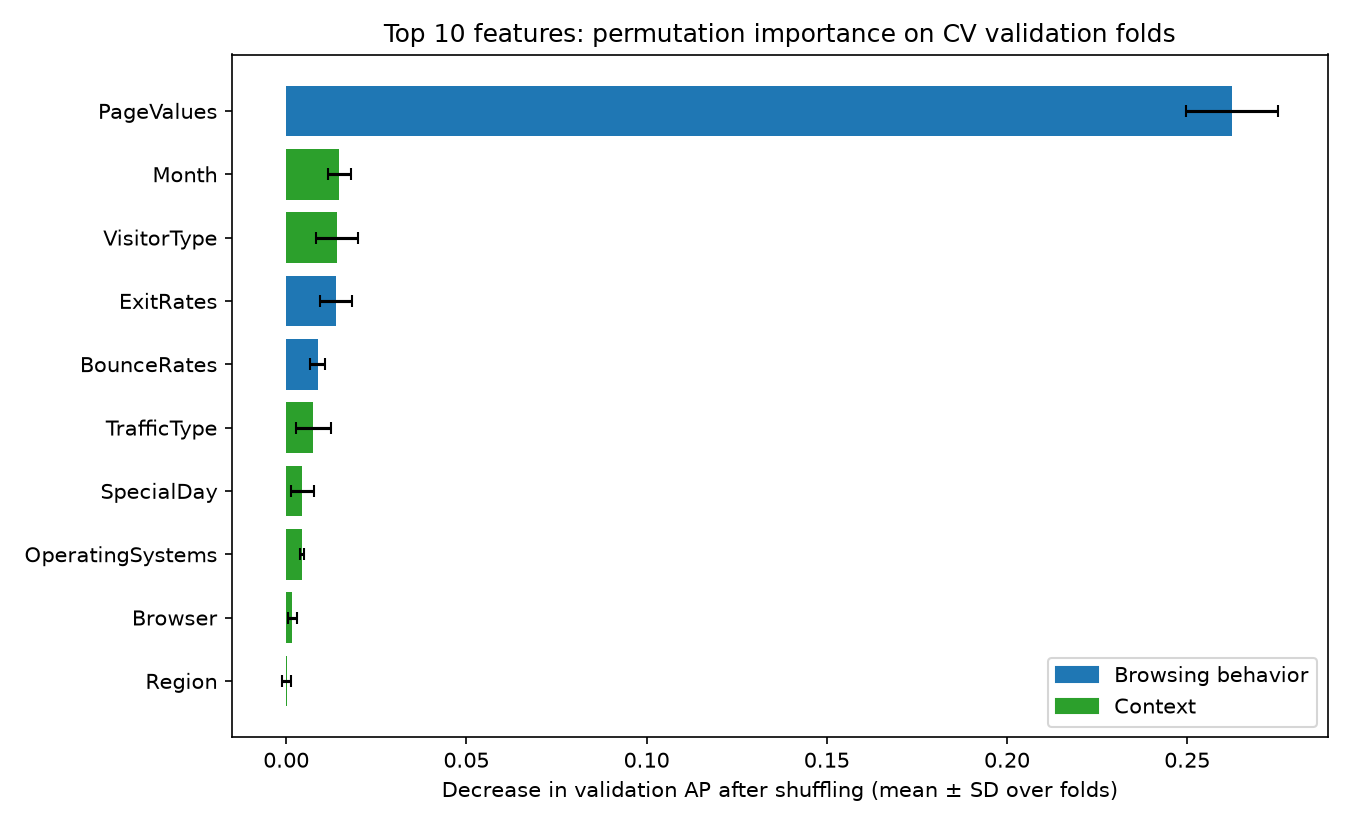 Top 10 features: permutation importance on CV validation folds
PageValues
Month
VisitorType
ExitRates
BounceRates
TrafficType
SpecialDay
OperatingSystems
Browser
Region
Browsing behavior
Context
0.00 0.05 0.10 0.15 0.20 0.25
Decrease in validation AP after shuffling (mean ± SD over folds)